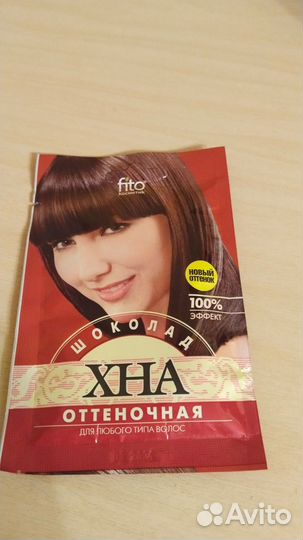 fito
КОСМЕТИК
НОВЫЙ
ОТТЕНОК
100%
ЭФФЕКТ
ШОКОЛАД
ХНА
ОТТЕНОЧНАЯ
ДЛЯ ЛЮБОГО ТИПА ВОЛОС
Avito